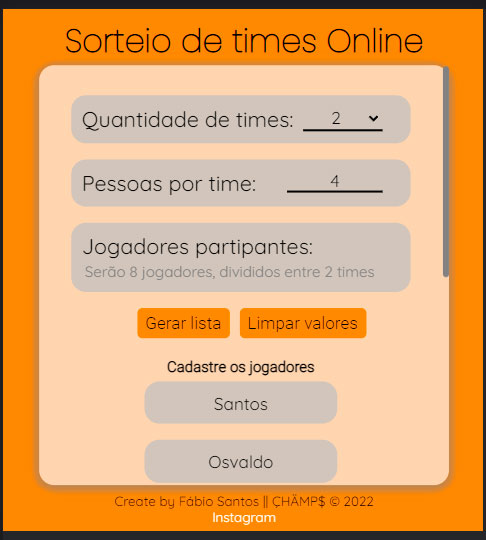 Sorteio de times Online
Quantidade de times: 2
Pessoas por time: 4
Jogadores partipantes:
Serão 8 jogadores, divididos entre 2 times
Gerar lista Limpar valores
Cadastre os jogadores
Santos
Osvaldo
Create by Fábio Santos || ÇHÄMP$ © 2022
Instagram